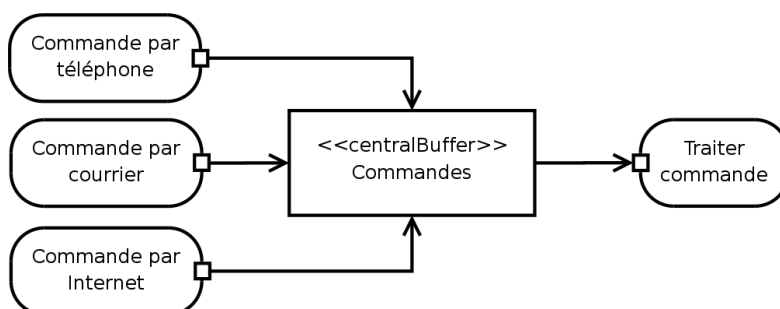 Commande par
téléphone
Commande par
courrier
Commande par
Internet
<<centralBuffer>>
Commandes
Traiter
commande